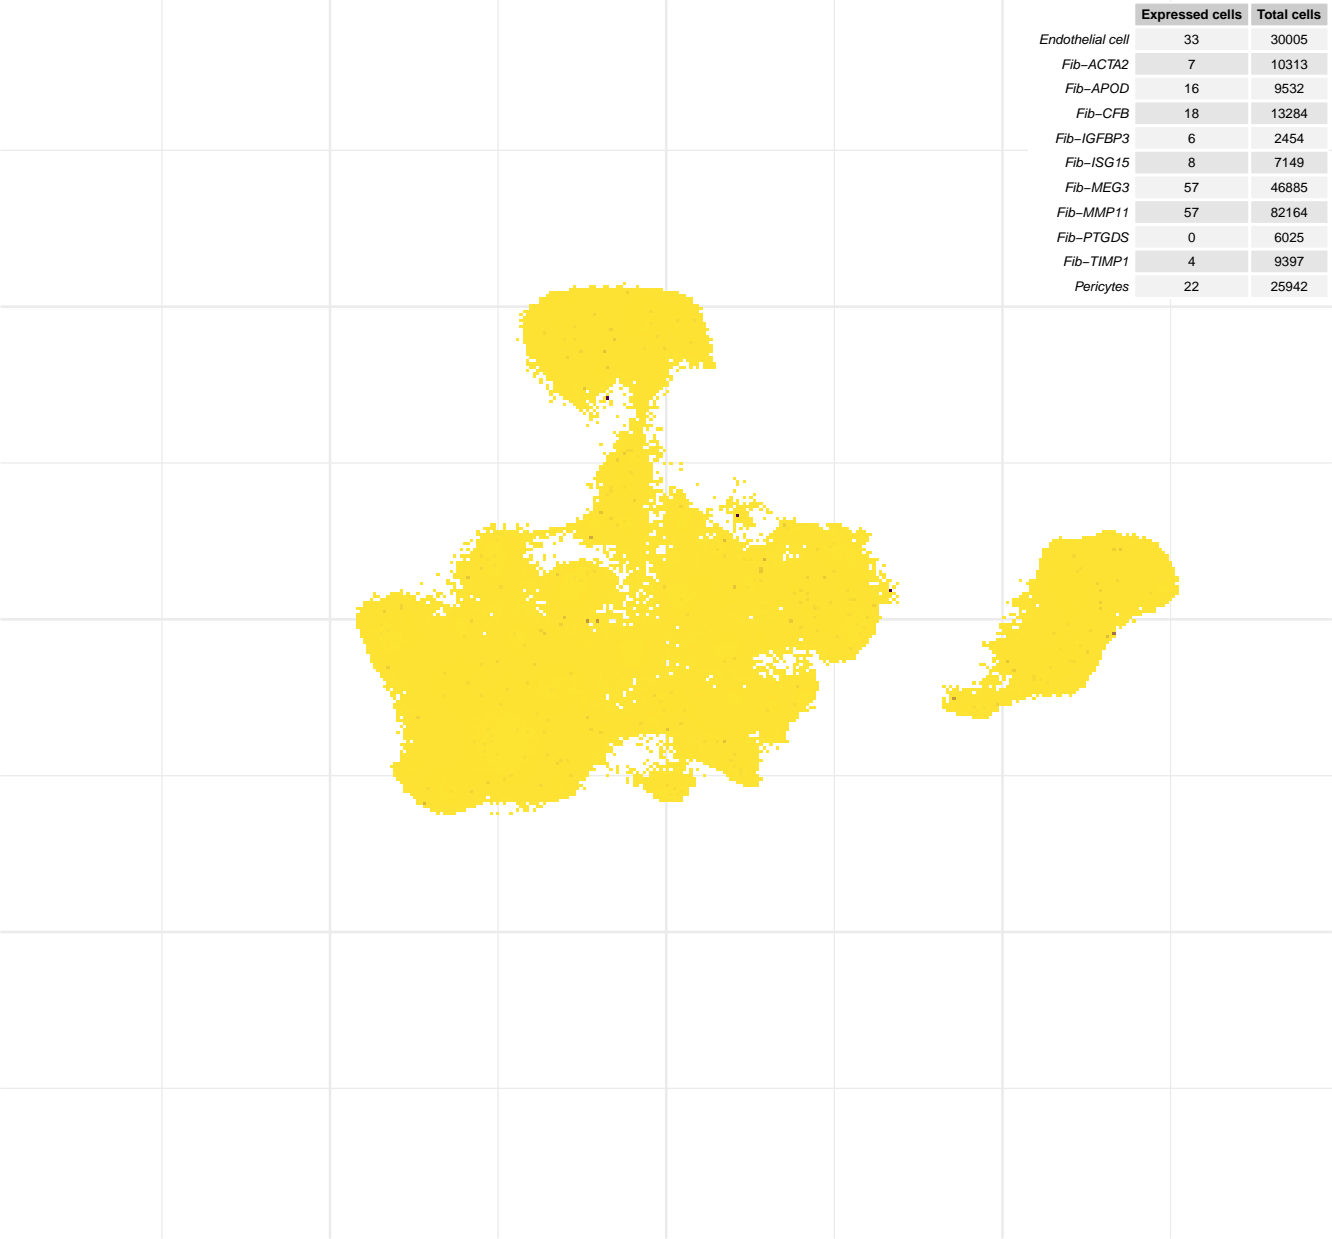 Expressed cells Total cells
Endothelial cell 33 30005
Fib−ACTA2 7 10313
Fib−APOD 16 9532
Fib−CFB 18 13284
Fib−IGFBP3 6 2454
Fib−ISG15 8 7149
Fib−MEG3 57 46885
Fib−MMP11 57 82164
Fib−PTGDS 0 6025
Fib−TIMP1 4 9397
Pericytes 22 25942